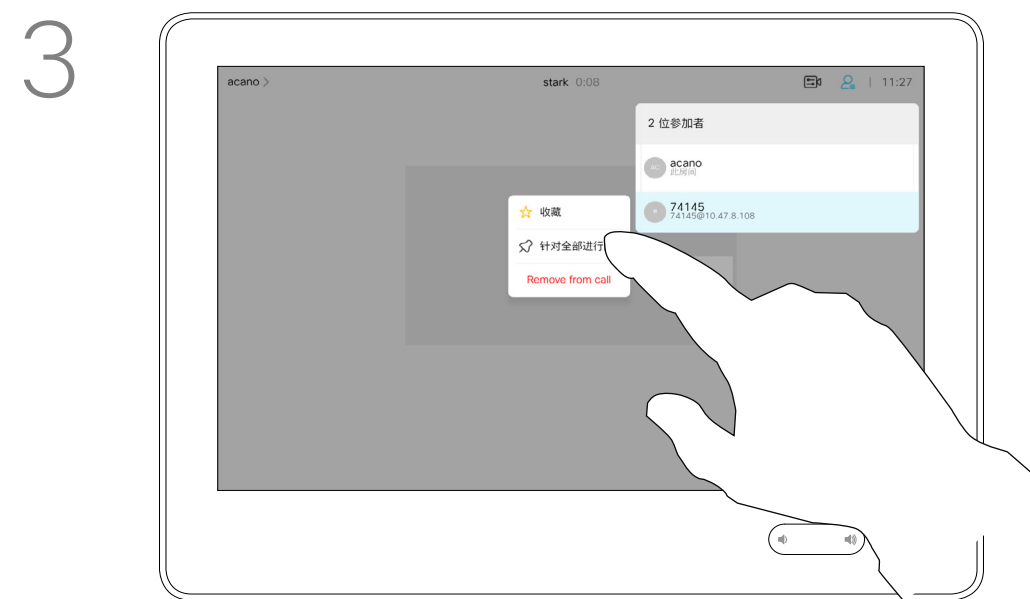 3
acano >
stark 0:08
| 11:27
2 位参加者
AC
acano
此房间
74145
74145@10.47.8.108
收藏
针对全部进行
Remove from call